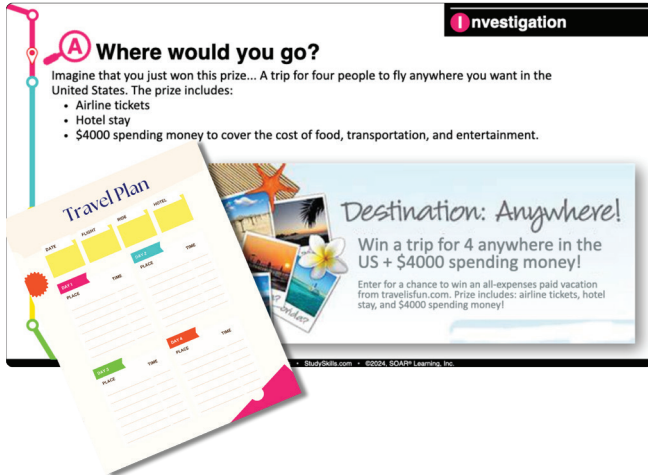 Investigation
A Where would you go?
Imagine that you just won this prize... A trip for four people to fly anywhere you want in the
United States. The prize includes:
• Airline tickets
• Hotel stay
• $4000 spending money to cover the cost of food, transportation, and entertainment.
Destination: Anywhere!
Win a trip for 4 anywhere in the
US + $4000 spending money!
Enter for a chance to win an all-expenses paid vacation
from travelisfun.com. Prize includes: airline tickets, hotel
stay, and $4000 spending money!
• StudySkills.com • ©2024, SOAR® Learning, Inc.
Travel Plan
DATE FLIGHT RIDE HOTEL
DAY 1 DAY 2
PLACE TIME PLACE TIME
DAY 3 DAY 4
PLACE TIME PLACE TIME